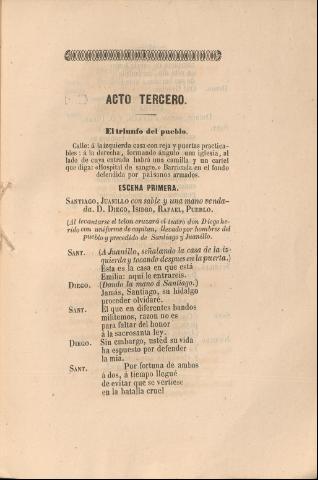 ACTO TERCERO.
El triunfo del pueblo.
Calle: á la izquierda casa con reja y puertas practica-
bles: á la derecha, formando ángulo una iglesia, al
lado de cuya entrada habrá una camilla y un cartel
que diga: «Hospital de sangre.» Barricada en el fondo
defendida por paisanos armados.
ESCENA PRIMERA.
SANTIAGO, JUANILLO con sable y una mano venda-
da. D. DIEGO, ISIDRO, RAFAEL, PUEBLO.
(Al levantarse el telon cruzará el teatro don Diego he-
rido con uniforme de capitan, llevado por hombres del
pueblo y precedido de Santiago y Juanillo.
SANT. (A Juanillo, señalando la casa de la iz-
quierda y tocando despues en la puerta.)
Esta es la casa en que está
Emilia: aquí le entrareis.
DIEGO. (Dando la mano á Santiago.)
Jamás, Santiago, su hidalgo
proceder olvidaré.
SANT. El que en diferentes bandos
militemos, razon no es
para faltar del honor
á la sacrosanta ley.
DIEGO. Sin embargo, usted su vida
ha espuesto por defender
la mia.
SANT. Por fortuna de ambos
á dos, á tiempo llegué
de evitar que se vertiese
en la batalla cruel